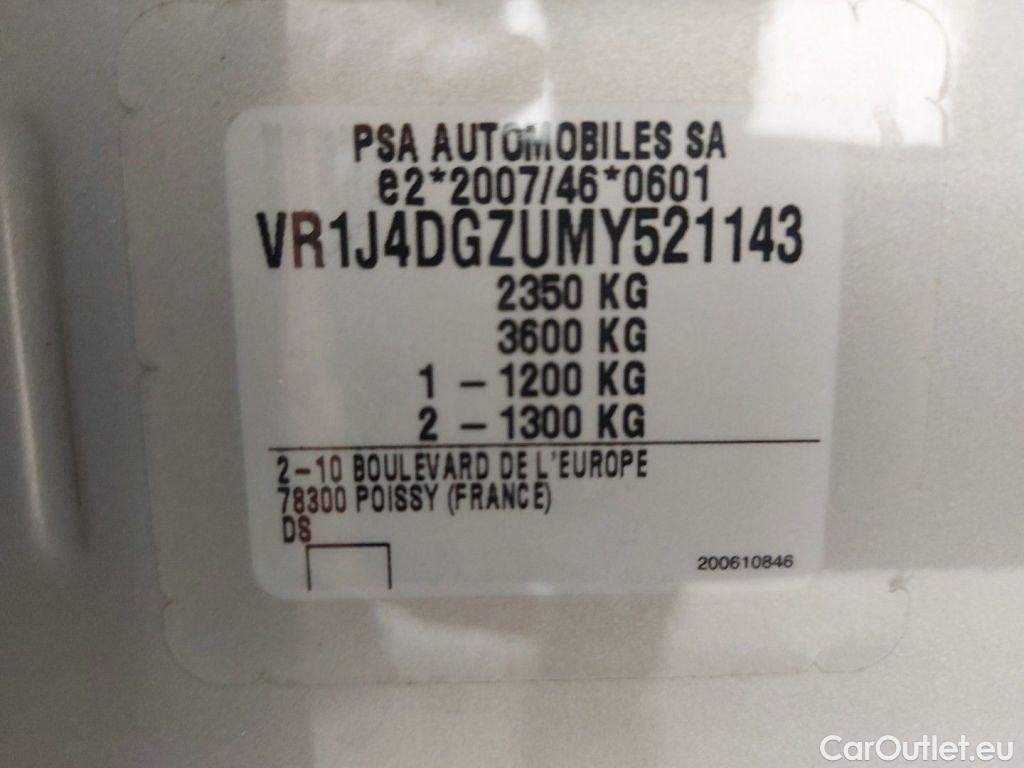 PSA AUTOMOBILES SA
e2*2007/46*0601
VR1J4DGZUMY521143
2350 KG
3600 KG
1 - 1200 KG
2 - 1300 KG
2-10 BOULEVARD DE L'EUROPE
78300 POISSY (FRANCE)
DS
200610846
CarOutlet.eu